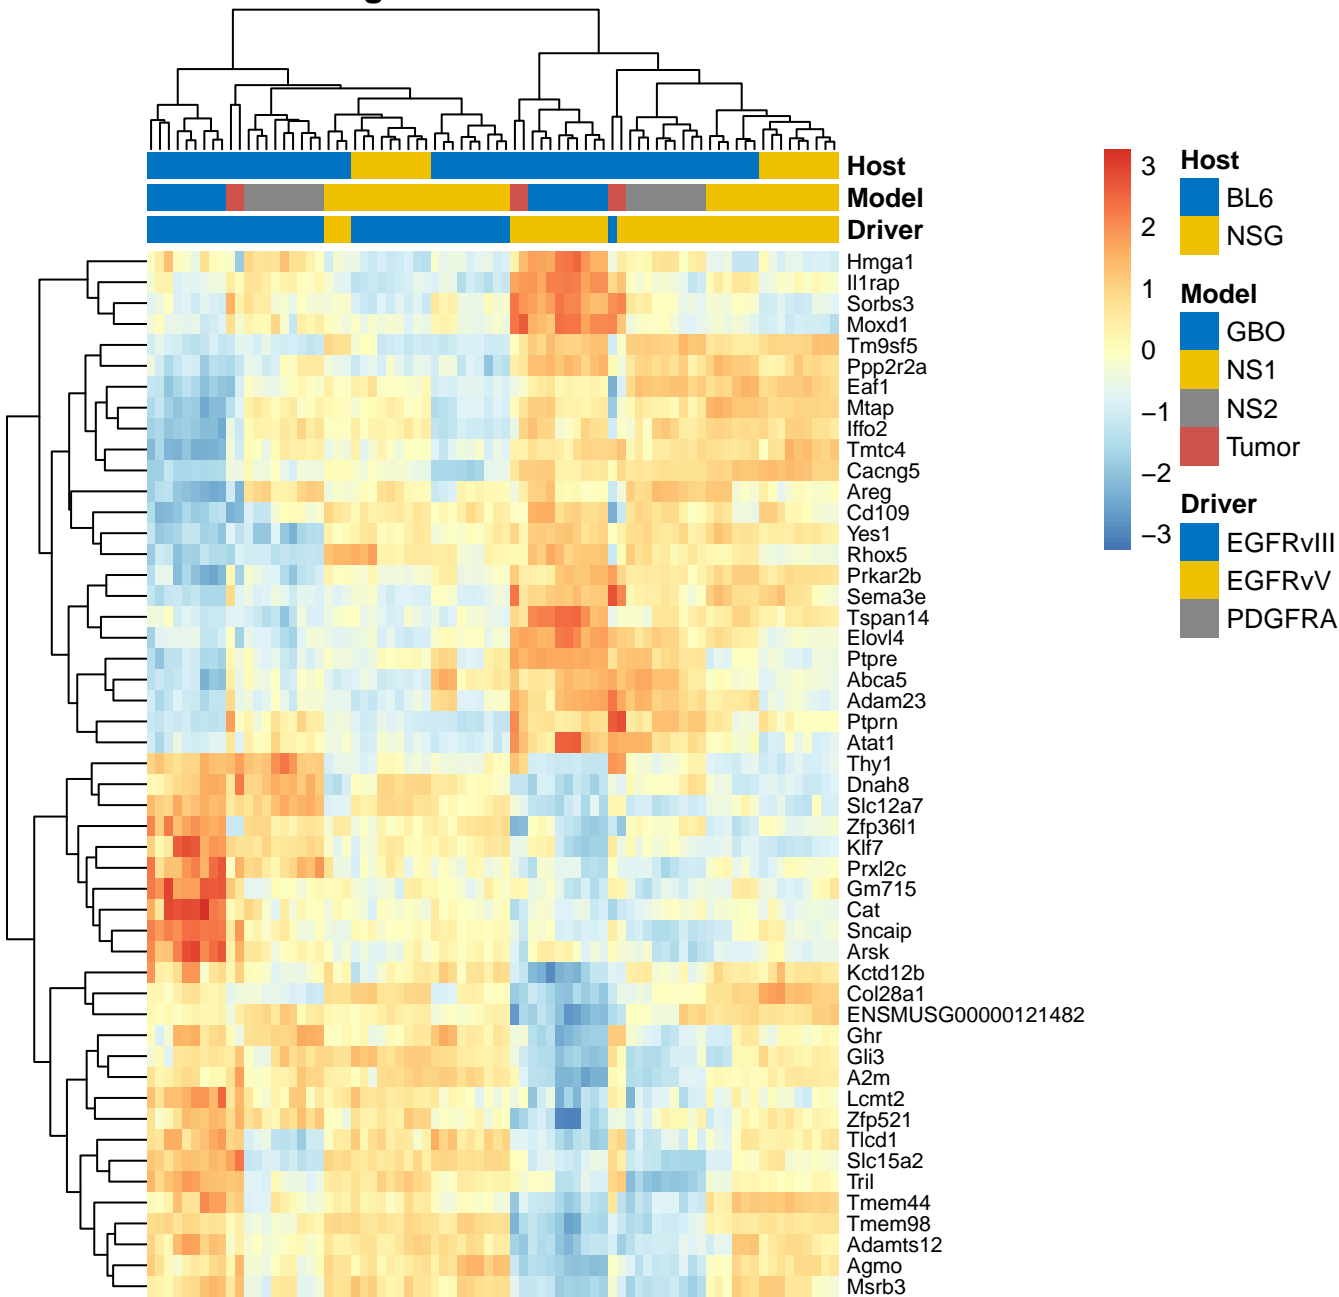 g
Host
Model
Driver
Hmga1
Il1rap
Sorbs3
Moxd1
Tm9sf5
Ppp2r2a
Eaf1
Mtap
Iffo2
Tmtc4
Cacng5
Areg
Cd109
Yes1
Rhox5
Prkar2b
Sema3e
Tspan14
Elovl4
Ptpre
Abca5
Adam23
Ptprn
Atat1
Thy1
Dnah8
Slc12a7
Zfp36l1
Klf7
Prxl2c
Gm715
Cat
Sncaip
Arsk
Kctd12b
Col28a1
ENSMUSG00000121482
Ghr
Gli3
A2m
Lcmt2
Zfp521
Tlcd1
Slc15a2
Tril
Tmem44
Tmem98
Adamts12
Agmo
Msrb3
3
2
1
0
−1
−2
−3
Host
BL6
NSG
Model
GBO
NS1
NS2
Tumor
Driver
EGFRvIII
EGFRvV
PDGFRA